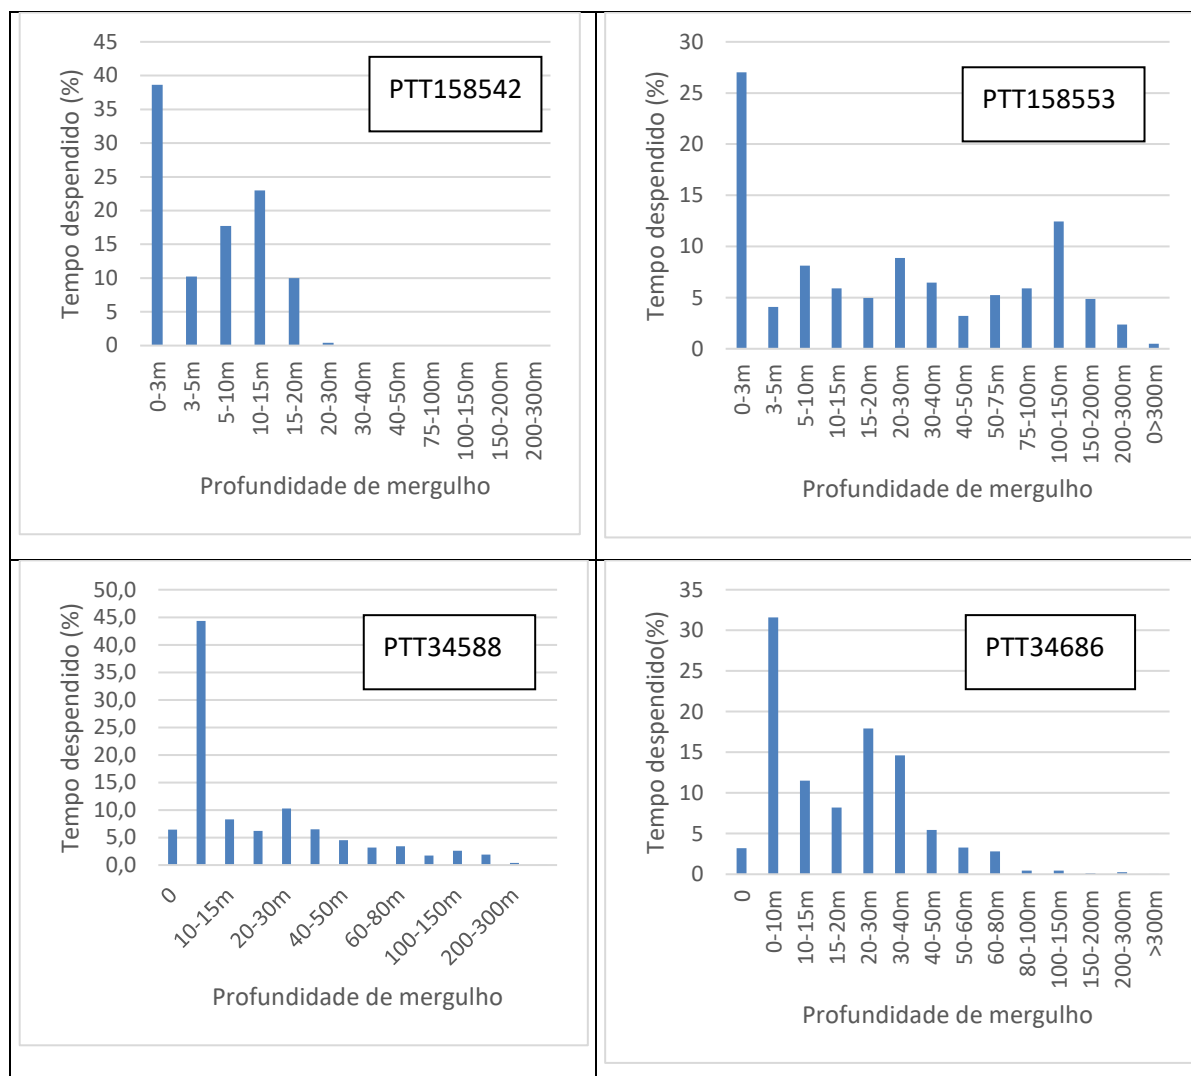 PTT158542
Tempo despendido (%)
45
40
35
30
25
20
15
10
5
0
0-3m
3-5m
5-10m
10-15m
15-20m
20-30m
30-40m
40-50m
75-100m
100-150m
150-200m
200-300m
Profundidade de mergulho
PTT158553
Tempo despendido (%)
30
25
20
15
10
5
0
0-3m
3-5m
5-10m
10-15m
15-20m
20-30m
30-40m
40-50m
50-75m
75-100m
100-150m
150-200m
200-300m
0>300m
Profundidade de mergulho
PTT34588
Tempo despendido (%)
50,0
45,0
40,0
35,0
30,0
25,0
20,0
15,0
10,0
5,0
0,0
0
10-15m
20-30m
40-50m
60-80m
100-150m
200-300m
Profundidade de mergulho
PTT34686
Tempo despendido(%)
35
30
25
20
15
10
5
0
0
0-10m
10-15m
15-20m
20-30m
30-40m
40-50m
50-60m
60-80m
80-100m
100-150m
150-200m
200-300m
>300m
Profundidade de mergulho